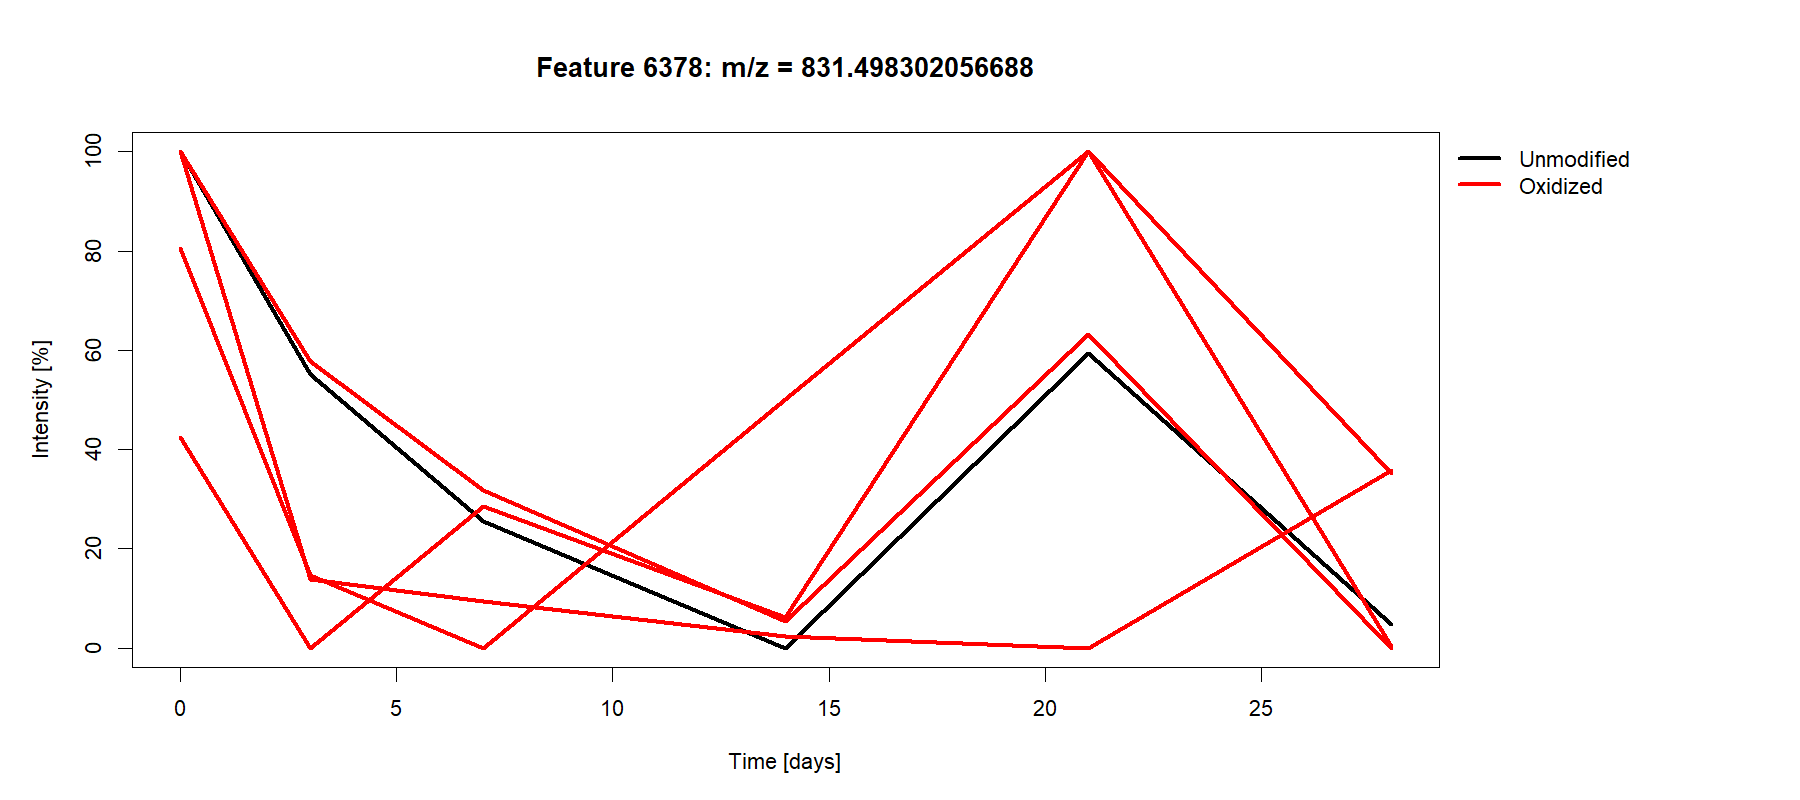 Feature 6378: m/z = 831.498302056688
Unmodified
Oxidized
100
80
60
40
20
0
Intensity [%]
0 5 10 15 20 25
Time [days]